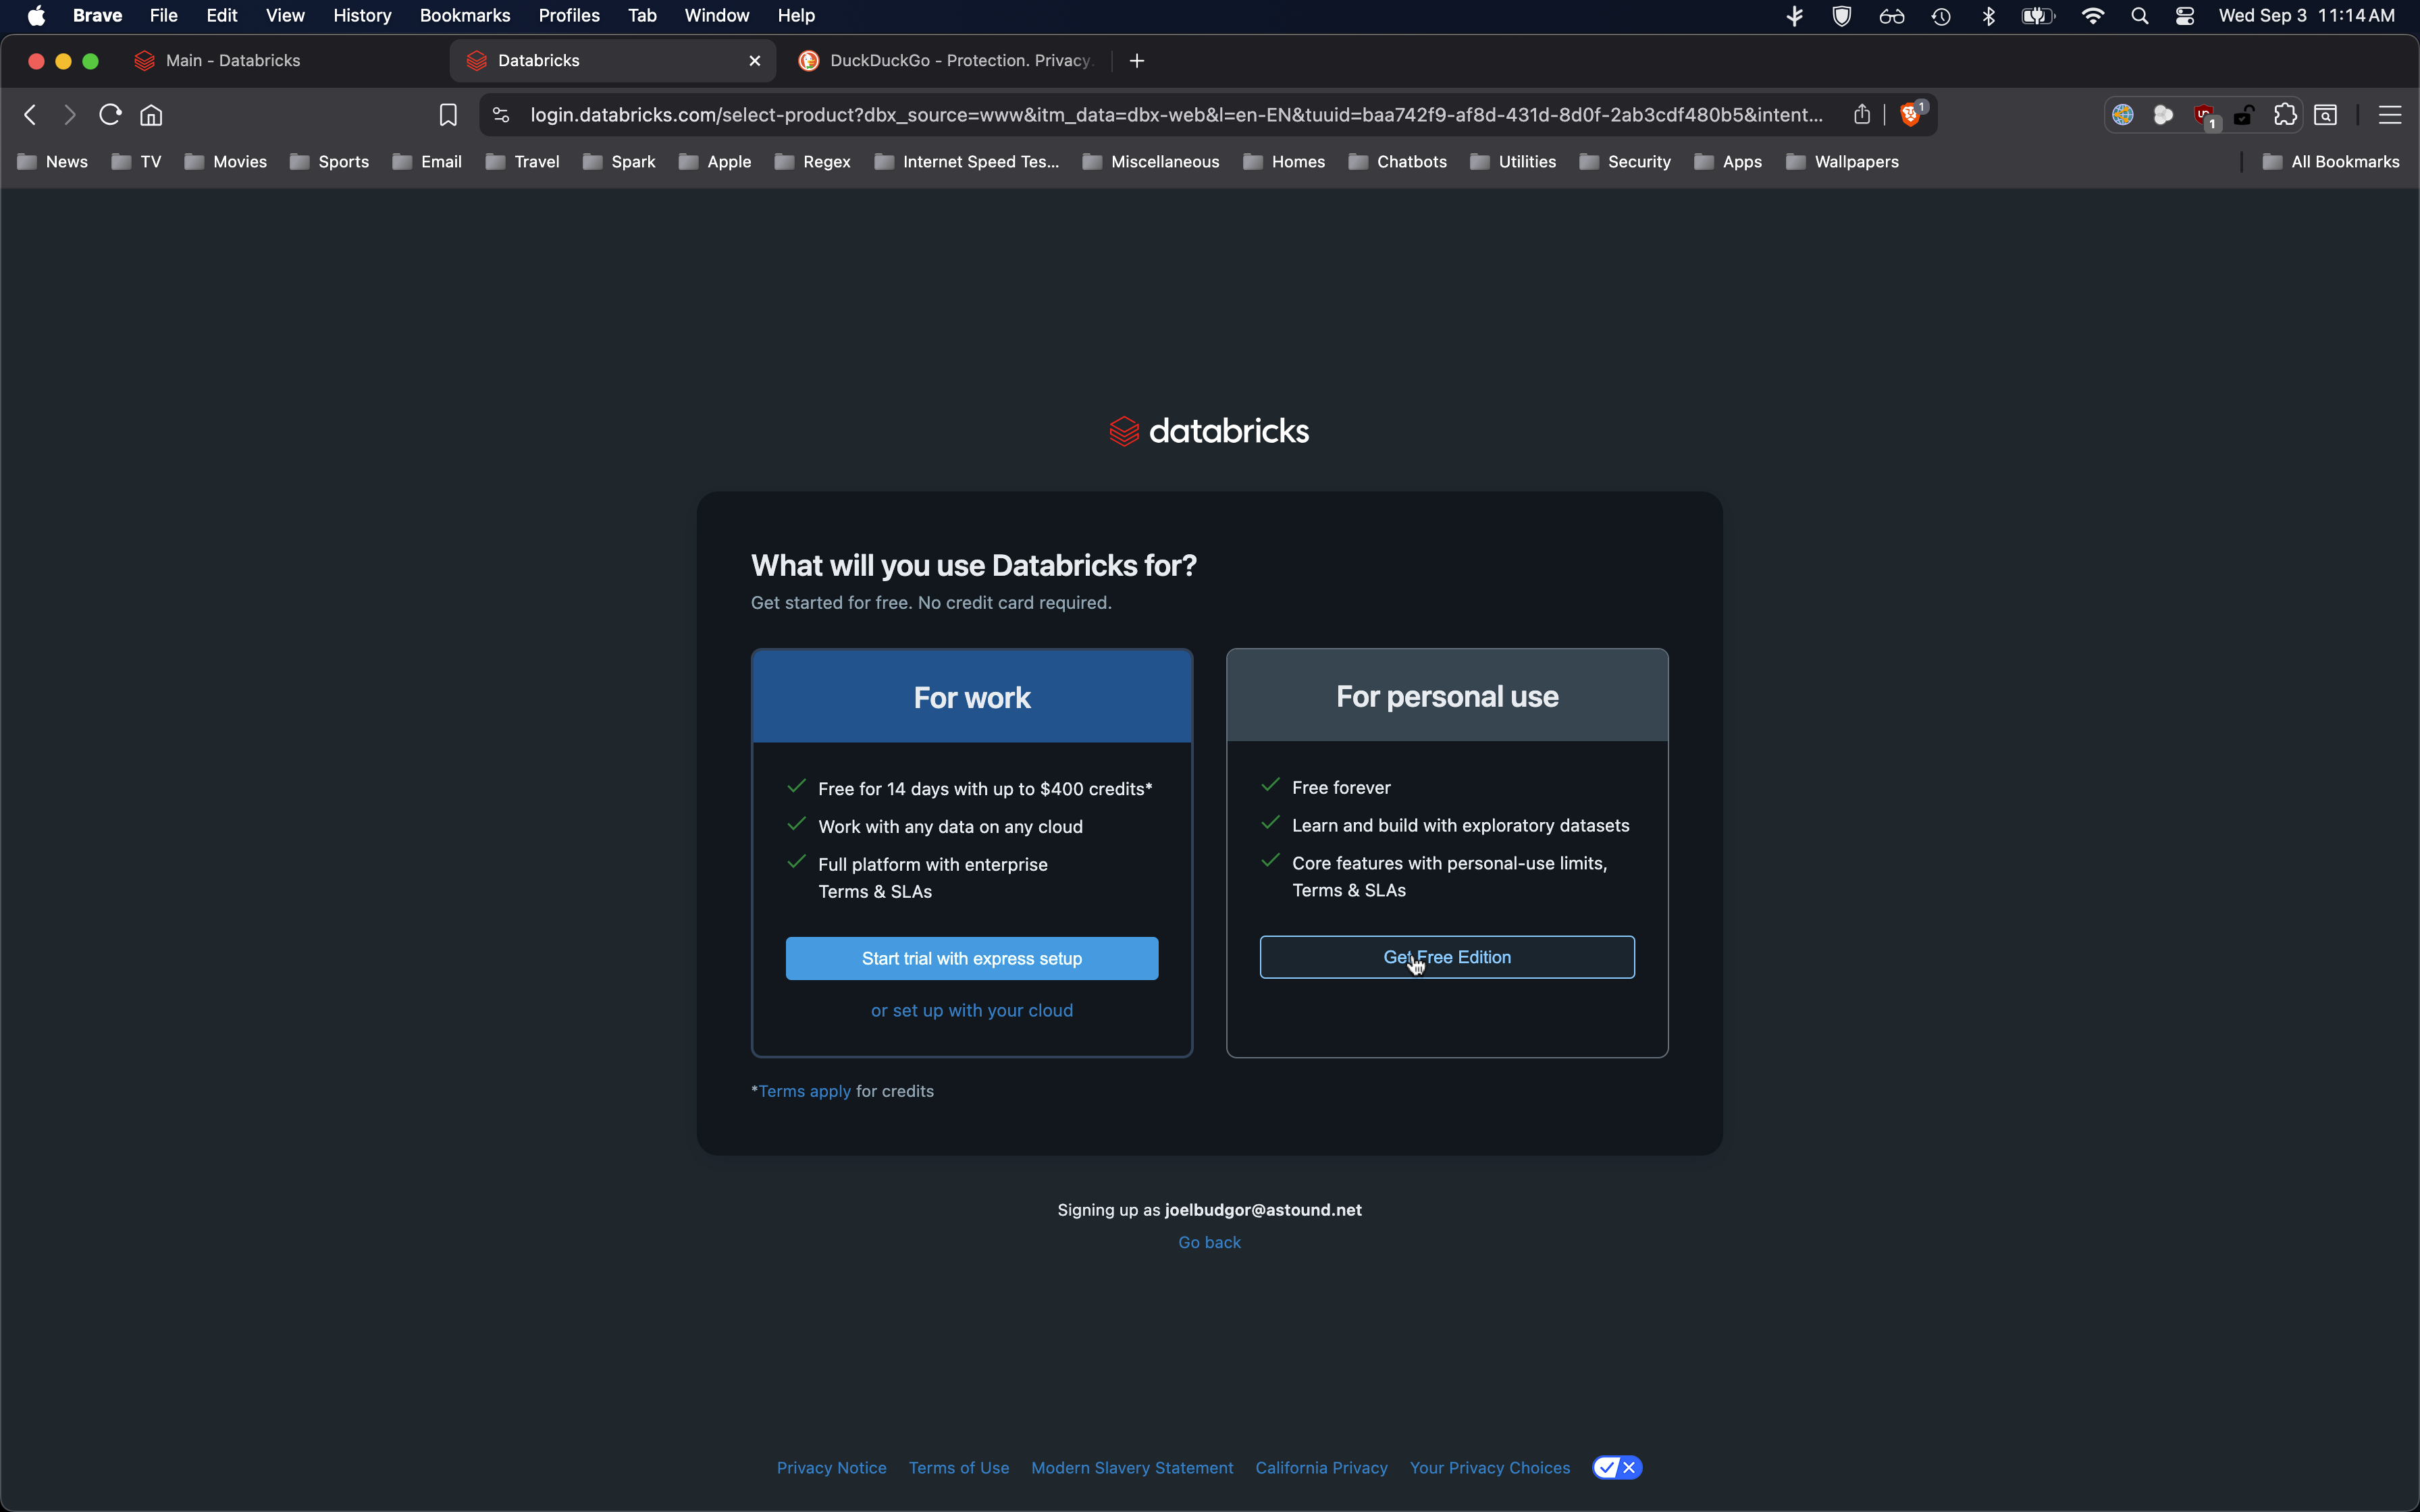 Brave File Edit View History Bookmarks Profiles Tab Window Help Wed Sep 3 11:14 AM
Main - Databricks Databricks DuckDuckGo - Protection. Privacy.
login.databricks.com/select-product?dbx_source=www&itm_data=dbx-web&l=en-EN&tuuid=baa742f9-af8d-431d-8d0f-2ab3cdf480b5&intent... 1 1
News TV Movies Sports Email Travel Spark Apple Regex Internet Speed Tes... Miscellaneous Homes Chatbots Utilities Security Apps Wallpapers All Bookmarks
databricks
What will you use Databricks for?
Get started for free. No credit card required.
For work
Free for 14 days with up to $400 credits*
Work with any data on any cloud
Full platform with enterprise
Terms & SLAs
Start trial with express setup
or set up with your cloud
For personal use
Free forever
Learn and build with exploratory datasets
Core features with personal-use limits,
Terms & SLAs
Get Free Edition
*Terms apply for credits
Signing up as joelbudgor@astound.net
Go back
Privacy Notice Terms of Use Modern Slavery Statement California Privacy Your Privacy Choices